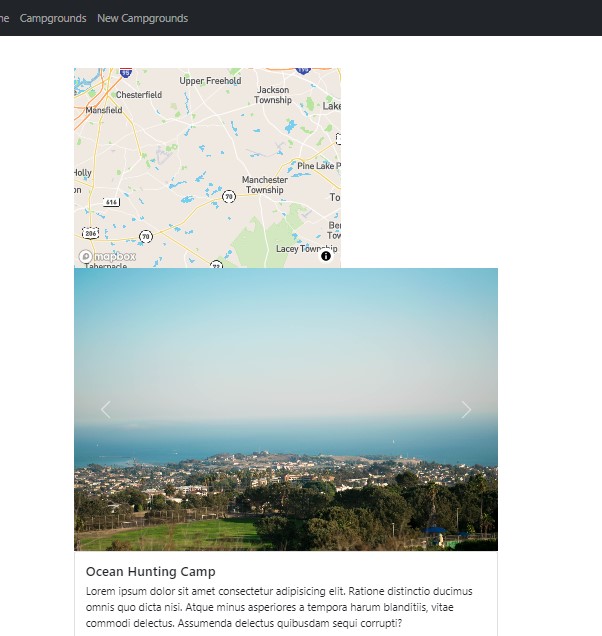 ne Campgrounds New Campgrounds
95
195
Upper Freehold
Chesterfield
Jackson
Township
Lake
Mansfield
Pine Lake P
Holly
Manchester
Township
on
70
To
616
Be
Tow
206
70
Lacey Township
mapbox
Tabernacle
72
Ocean Hunting Camp
Lorem ipsum dolor sit amet consectetur adipisicing elit. Ratione distinctio ducimus
omnis quo dicta nisi. Atque minus asperiores a tempora harum blanditiis, vitae
commodi delectus. Assumenda delectus quibusdam sequi corrupti?